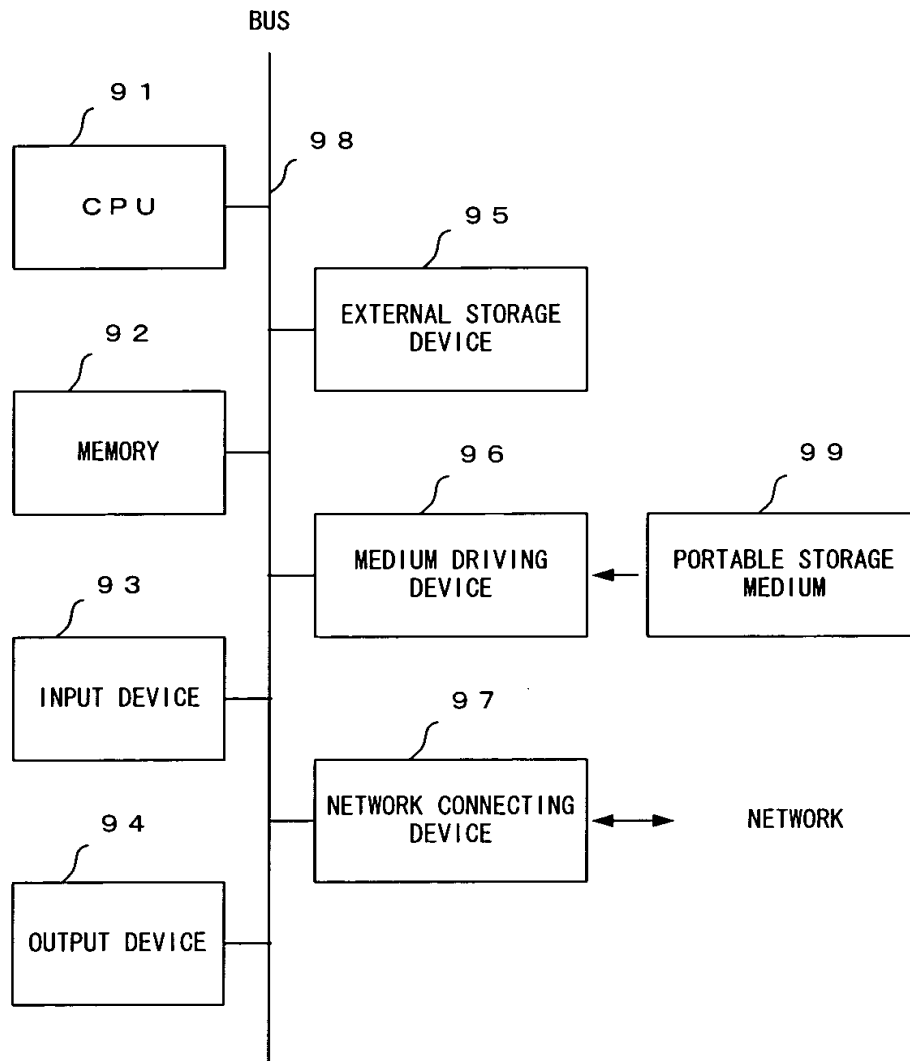 BUS
91
CPU
98
95
EXTERNAL STORAGE
DEVICE
92
MEMORY
96
MEDIUM DRIVING
DEVICE
99
PORTABLE STORAGE
MEDIUM
93
INPUT DEVICE
97
NETWORK CONNECTING
DEVICE
NETWORK
94
OUTPUT DEVICE